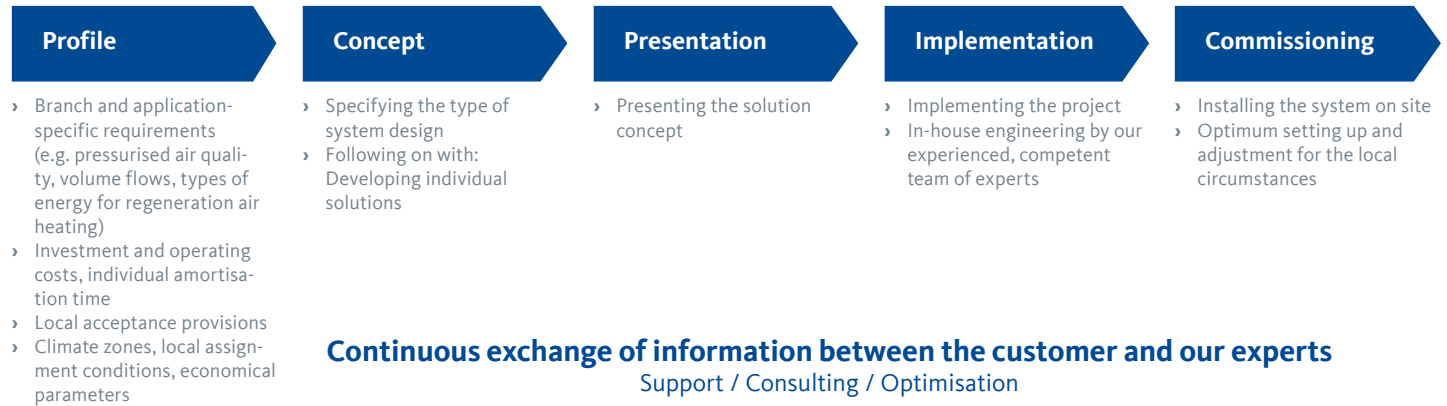 Profile
› Branch and application-
specific requirements
(e.g. pressurised air quali-
ty, volume flows, types of
energy for regeneration air
heating)
› Investment and operating
costs, individual amortisa-
tion time
› Local acceptance provisions
› Climate zones, local assign-
ment conditions, economical
parameters
Concept
› Specifying the type of
system design
› Following on with:
Developing individual
solutions
Presentation
› Presenting the solution
concept
Implementation
› Implementing the project
› In-house engineering by our
experienced, competent
team of experts
Commissioning
› Installing the system on site
› Optimum setting up and
adjustment for the local
circumstances
Continuous exchange of information between the customer and our experts
Support / Consulting / Optimisation